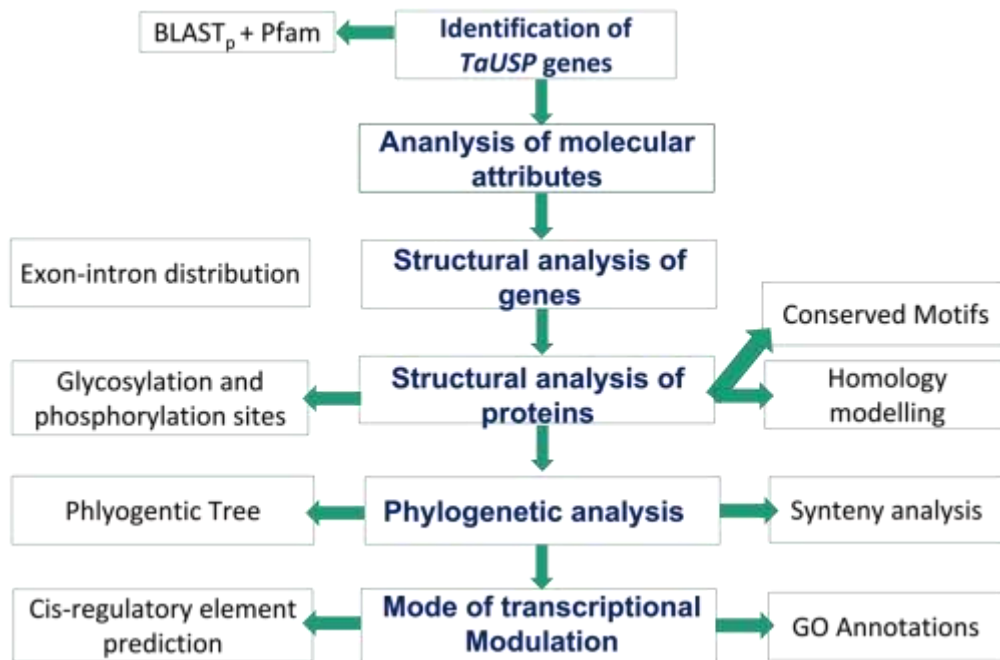 BLASTp + Pfam
Identification of
TaUSP genes
Ananlysis of molecular
attributes
Exon-intron distribution
Structural analysis of
genes
Conserved Motifs
Glycosylation and
phosphorylation sites
Structural analysis of
proteins
Homology
modelling
Phlyogentic Tree
Phylogenetic analysis
Synteny analysis
Cis-regulatory element
prediction
Mode of transcriptional
Modulation
GO Annotations